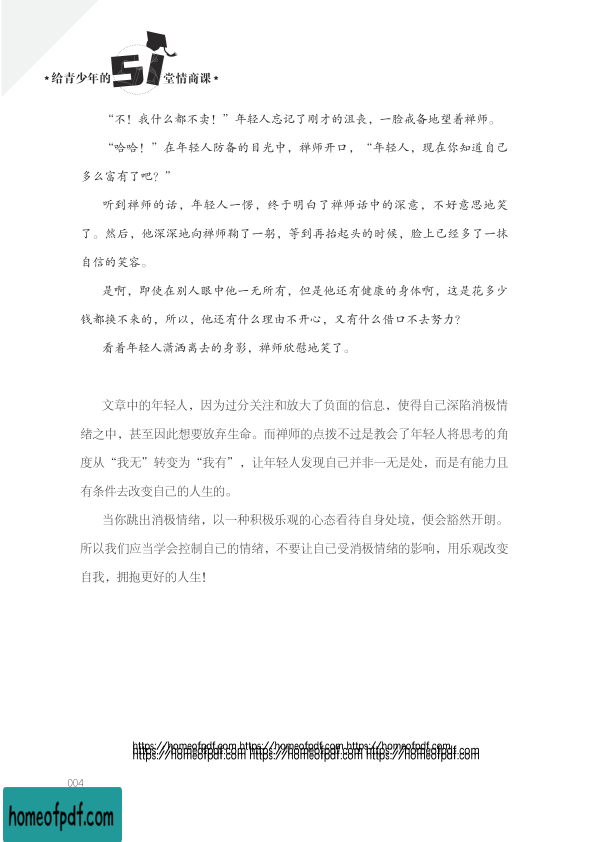 ★给青少年的51堂情商课★
“不！我什么都不卖！”年轻人忘记了刚才的沮丧，一脸戒备地望着禅师。
“哈哈！”在年轻人防备的目光中，禅师开口，“年轻人，现在你知道自己
多么富有了吧？”
听到禅师的话，年轻人一愣，终于明白了禅师话中的深意，不好意思地笑
了。然后，他深深地向禅师鞠了一躬，等到再抬起头的时候，脸上已经多了一抹
自信的笑容。
是啊，即使在别人眼中他一无所有，但是他还有健康的身体啊，这是花多少
钱都换不来的，所以，他还有什么理由不开心，又有什么借口不去努力？
看着年轻人潇洒离去的身影，禅师欣慰地笑了。
文章中的年轻人，因为过分关注和放大了负面的信息，使得自己深陷消极情
绪之中，甚至因此想要放弃生命。而禅师的点拨不过是教会了年轻人将思考的角
度从“我无”转变为“我有”，让年轻人发现自己并非一无是处，而是有能力且
有条件去改变自己的人生的。
当你跳出消极情绪，以一种积极乐观的心态看待自身处境，便会豁然开朗。
所以我们应当学会控制自己的情绪，不要让自己受消极情绪的影响，用乐观改变
自我，拥抱更好的人生！
https://homeofpdf.com https://homeofpdf.com https://homeofpdf.com
https://homeofpdf.com https://homeofpdf.com https://homeofpdf.com
https://homeofpdf.com https://homeofpdf.com https://homeofpdf.com
004
homeofpdf.com